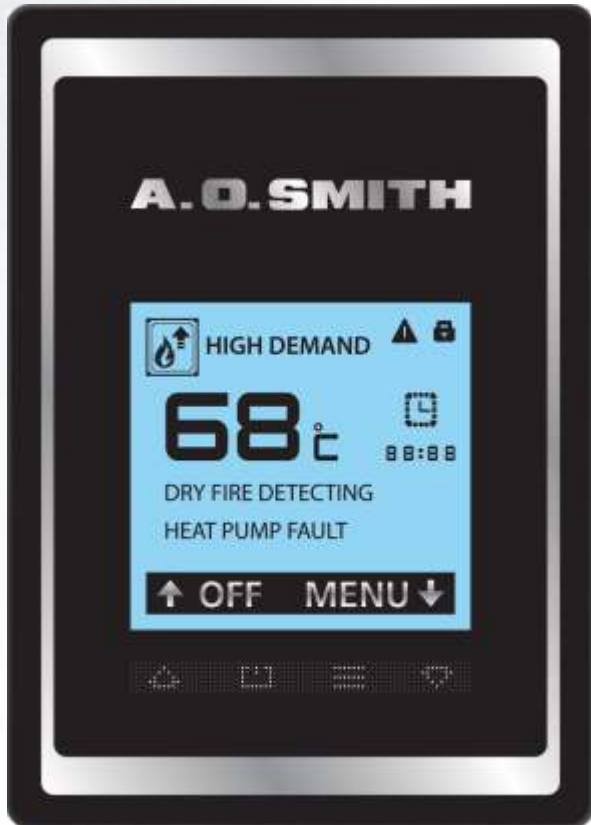 A.O.SMITH
HIGH DEMAND
68°C
88:88
DRY FIRE DETECTING
HEAT PUMP FAULT
OFF MENU